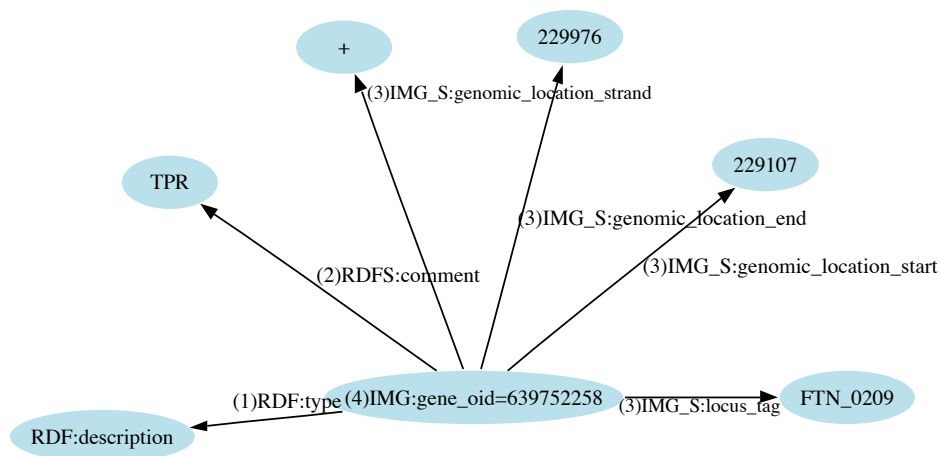 229976
+
(3)IMG_S:genomic_location_strand
229107
TPR
(3)IMG_S:genomic_location_end
(3)IMG_S:genomic_location_start
(2)RDFS:comment
(1)RDF:type
(4)IMG:gene_oid=639752258
(3)IMG_S:locus_tag
FTN_0209
RDF:description